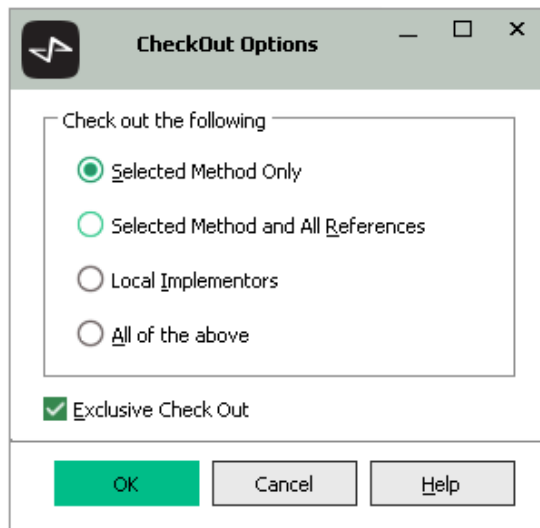 CheckOut Options
Check out the following
Selected Method Only
Selected Method and All References
Local Implementors
All of the above
Exclusive Check Out
OK Cancel Help